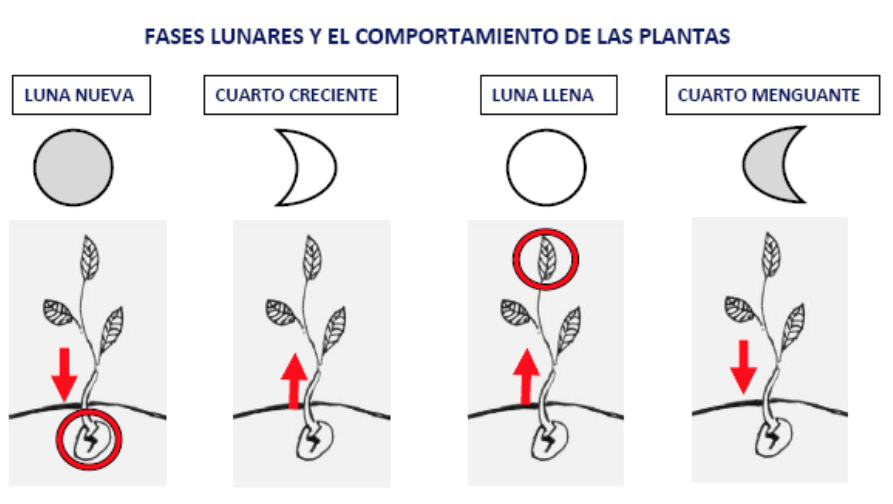 FASES LUNARES Y EL COMPORTAMIENTO DE LAS PLANTAS
LUNA NUEVA
CUARTO CRECIENTE
LUNA LLENA
CUARTO MENGUANTE